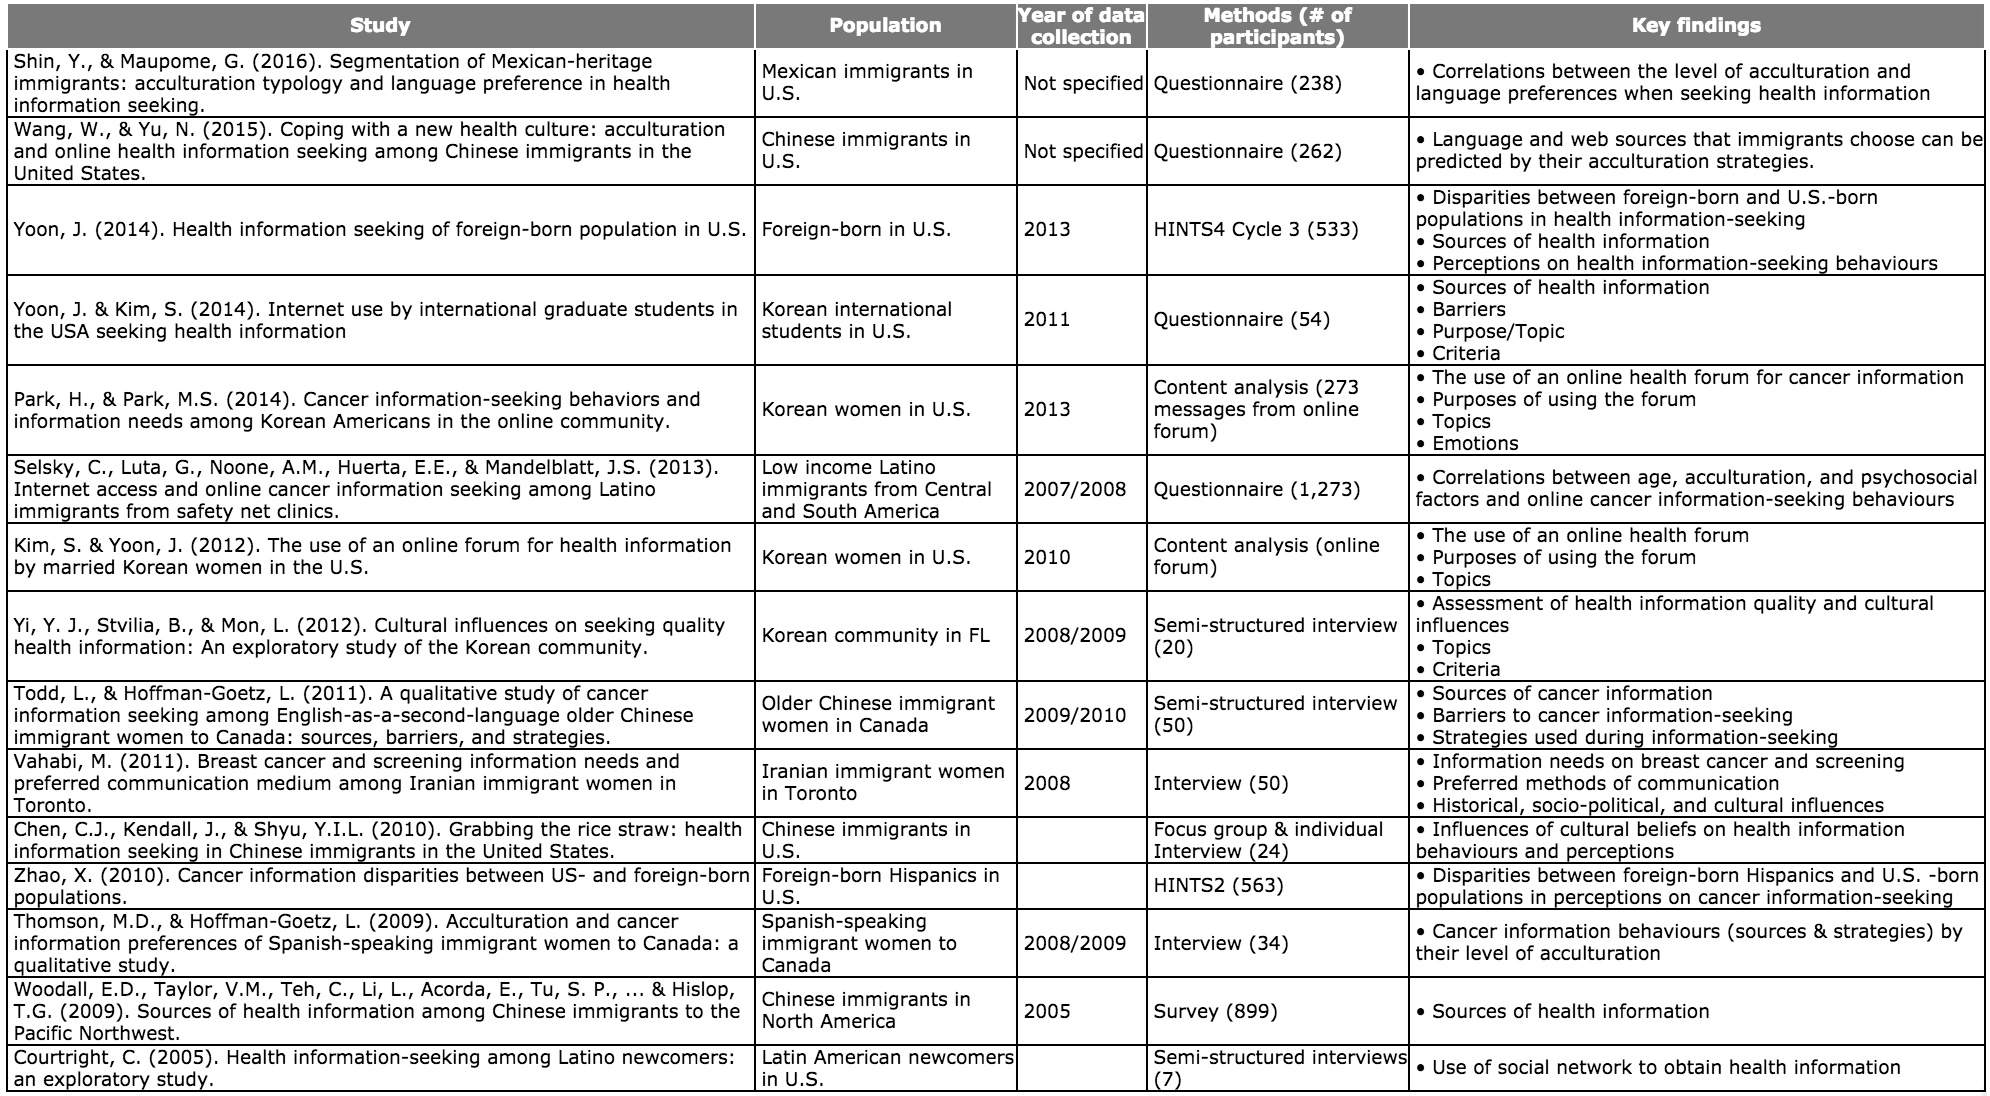 Study
Population
Year of data
collection
Methods (# of
participants)
Key findings
Shin, Y., & Maupome, G. (2016). Segmentation of Mexican-heritage
immigrants: acculturation typology and language preference in health
information seeking.
Mexican immigrants in
U.S.
Not specified
Questionnaire (238)
• Correlations between the level of acculturation and
language preferences when seeking health information
Wang, W., & Yu, N. (2015). Coping with a new health culture: acculturation
and online health information seeking among Chinese immigrants in the
United States.
Chinese immigrants in
U.S.
Not specified
Questionnaire (262)
• Language and web sources that immigrants choose can be
predicted by their acculturation strategies.
Yoon, J. (2014). Health information seeking of foreign-born population in U.S.
Foreign-born in U.S.
2013
HINTS4 Cycle 3 (533)
• Disparities between foreign-born and U.S.-born
populations in health information-seeking
• Sources of health information
• Perceptions on health information-seeking behaviours
Yoon, J. & Kim, S. (2014). Internet use by international graduate students in
the USA seeking health information
Korean international
students in U.S.
2011
Questionnaire (54)
• Sources of health information
• Barriers
• Purpose/Topic
• Criteria
Park, H., & Park, M.S. (2014). Cancer information-seeking behaviors and
information needs among Korean Americans in the online community.
Korean women in U.S.
2013
Content analysis (273
messages from online
forum)
• The use of an online health forum for cancer information
• Purposes of using the forum
• Topics
• Emotions
Selsky, C., Luta, G., Noone, A.M., Huerta, E.E., & Mandelblatt, J.S. (2013).
Internet access and online cancer information seeking among Latino
immigrants from safety net clinics.
Low income Latino
immigrants from Central
and South America
2007/2008
Questionnaire (1,273)
• Correlations between age, acculturation, and psychosocial
factors and online cancer information-seeking behaviours
Kim, S. & Yoon, J. (2012). The use of an online forum for health information
by married Korean women in the U.S.
Korean women in U.S.
2010
Content analysis (online
forum)
• The use of an online health forum
• Purposes of using the forum
• Topics
Yi, Y. J., Stvilia, B., & Mon, L. (2012). Cultural influences on seeking quality
health information: An exploratory study of the Korean community.
Korean community in FL
2008/2009
Semi-structured interview
(20)
• Assessment of health information quality and cultural
influences
• Topics
• Criteria
Todd, L., & Hoffman-Goetz, L. (2011). A qualitative study of cancer
information seeking among English-as-a-second-language older Chinese
immigrant women to Canada: sources, barriers, and strategies.
Older Chinese immigrant
women in Canada
2009/2010
Semi-structured interview
(50)
• Sources of cancer information
• Barriers to cancer information-seeking
• Strategies used during information-seeking
Vahabi, M. (2011). Breast cancer and screening information needs and
preferred communication medium among Iranian immigrant women in
Toronto.
Iranian immigrant women
in Toronto
2008
Interview (50)
• Information needs on breast cancer and screening
• Preferred methods of communication
• Historical, socio-political, and cultural influences
Chen, C.J., Kendall, J., & Shyu, Y.I.L. (2010). Grabbing the rice straw: health
information seeking in Chinese immigrants in the United States.
Chinese immigrants in
U.S.
Focus group & individual
Interview (24)
• Influences of cultural beliefs on health information
behaviours and perceptions
Zhao, X. (2010). Cancer information disparities between US- and foreign-born
populations.
Foreign-born Hispanics in
U.S.
HINTS2 (563)
• Disparities between foreign-born Hispanics and U.S. -born
populations in perceptions on cancer information-seeking
Thomson, M.D., & Hoffman-Goetz, L. (2009). Acculturation and cancer
information preferences of Spanish-speaking immigrant women to Canada: a
qualitative study.
Spanish-speaking
immigrant women to
Canada
2008/2009
Interview (34)
• Cancer information behaviours (sources & strategies) by
their level of acculturation
Woodall, E.D., Taylor, V.M., Teh, C., Li, L., Acorda, E., Tu, S. P., ... & Hislop,
T.G. (2009). Sources of health information among Chinese immigrants to the
Pacific Northwest.
Chinese immigrants in
North America
2005
Survey (899)
• Sources of health information
Courtright, C. (2005). Health information-seeking among Latino newcomers:
an exploratory study.
Latin American newcomers
in U.S.
Semi-structured interviews
(7)
• Use of social network to obtain health information